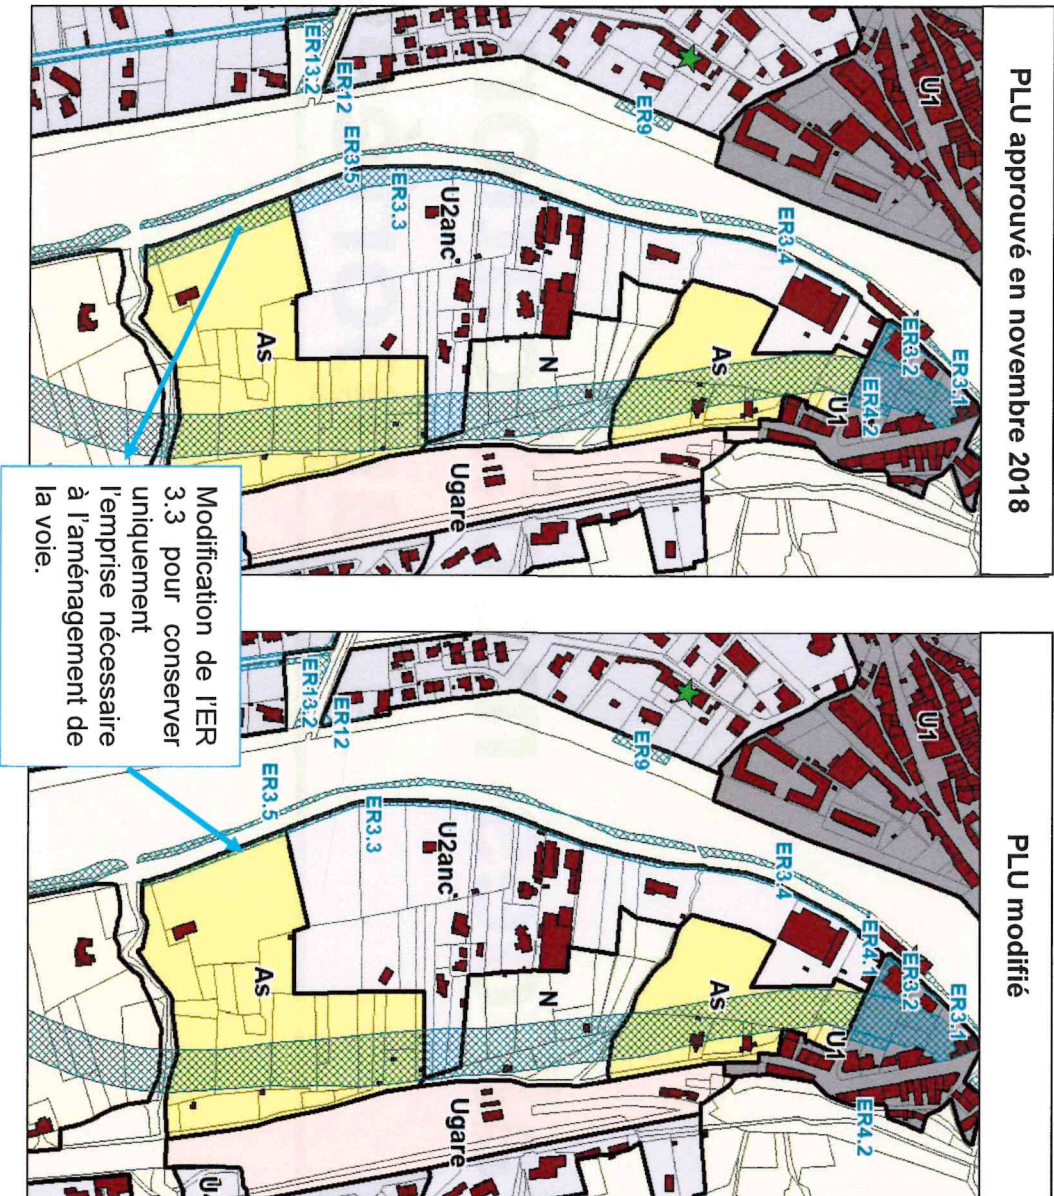 PLU approuvé en novembre 2018
U1
ER3.1
ER3.2
ER4.2
U1
ER3.4
As
ER9
N
U2anc
Ugare
ER3.3
ER3.5
ER12
ER13.2
As
Modification de l'ER
3.3 pour conserver
uniquement
l'emprise nécessaire
à l'aménagement de
la voie.
PLU modifié
U1
ER3.1
ER3.2
ER4.1
U1
ER4.2
ER3.4
As
ER9
N
U2anc
Ugare
ER3.3
ER3.5
ER12
ER13.2
As